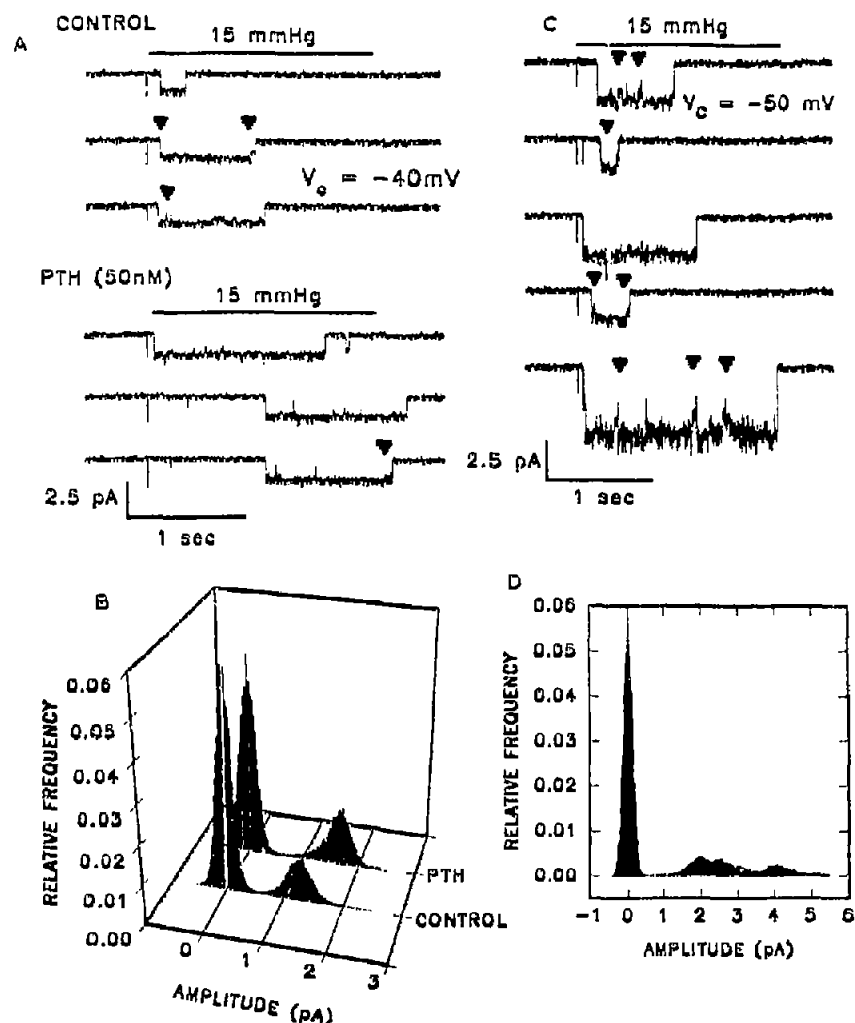 A
CONTROL
15 mmHg
V_e = -40mV
PTH (50nM)
15 mmHg
2.5 pA
1 sec
C
15 mmHg
V_C = -50 mV
2.5 pA
1 sec
B
RELATIVE FREQUENCY
0.06
0.05
0.04
0.03
0.02
0.01
0.00
0
1
2
3
AMPLITUDE (pA)
PTH
CONTROL
D
RELATIVE FREQUENCY
0.06
0.05
0.04
0.03
0.02
0.01
0.00
-1 0 1 2 3 4 5 6
AMPLITUDE (pA)